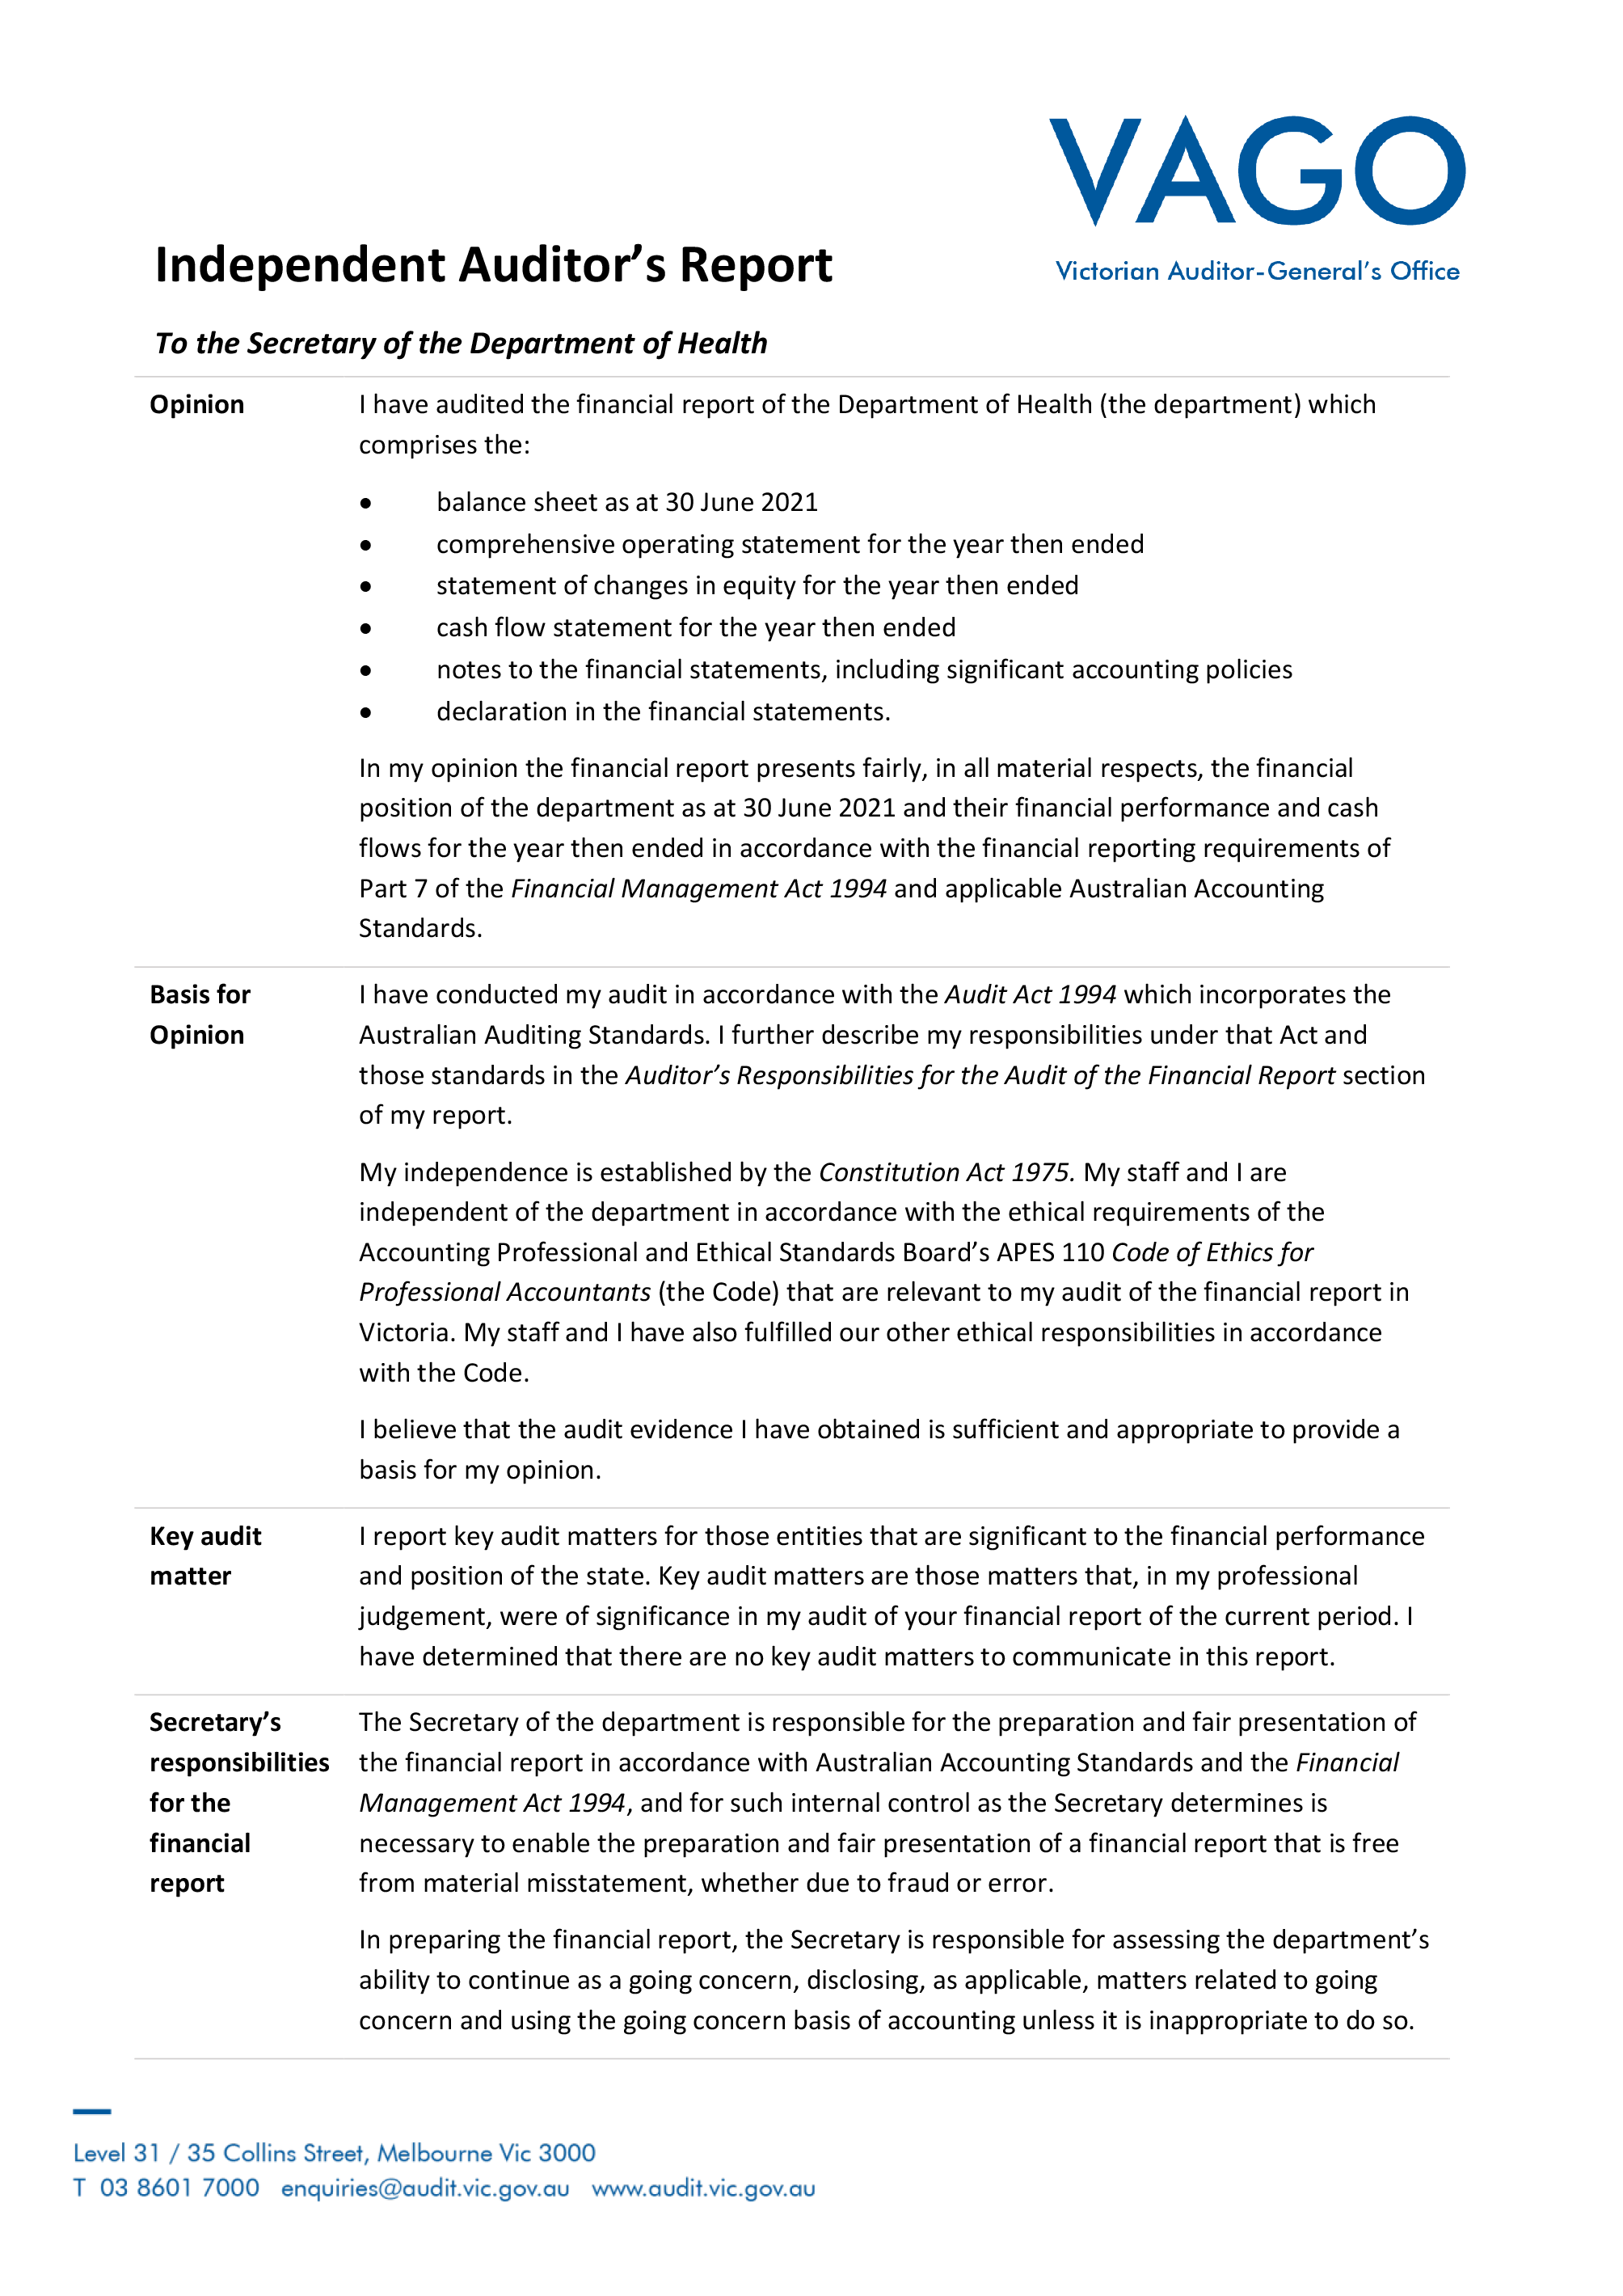 VAGO
Victorian Auditor-General’s Office
Independent Auditor’s Report
To the Secretary of the Department of Health
Opinion
I have audited the financial report of the Department of Health (the department) which
comprises the:
• balance sheet as at 30 June 2021
• comprehensive operating statement for the year then ended
• statement of changes in equity for the year then ended
• cash flow statement for the year then ended
• notes to the financial statements, including significant accounting policies
• declaration in the financial statements.
In my opinion the financial report presents fairly, in all material respects, the financial
position of the department as at 30 June 2021 and their financial performance and cash
flows for the year then ended in accordance with the financial reporting requirements of
Part 7 of the Financial Management Act 1994 and applicable Australian Accounting
Standards.
Basis for
Opinion
I have conducted my audit in accordance with the Audit Act 1994 which incorporates the
Australian Auditing Standards. I further describe my responsibilities under that Act and
those standards in the Auditor’s Responsibilities for the Audit of the Financial Report section
of my report.
My independence is established by the Constitution Act 1975. My staff and I are
independent of the department in accordance with the ethical requirements of the
Accounting Professional and Ethical Standards Board’s APES 110 Code of Ethics for
Professional Accountants (the Code) that are relevant to my audit of the financial report in
Victoria. My staff and I have also fulfilled our other ethical responsibilities in accordance
with the Code.
I believe that the audit evidence I have obtained is sufficient and appropriate to provide a
basis for my opinion.
Key audit
matter
I report key audit matters for those entities that are significant to the financial performance
and position of the state. Key audit matters are those matters that, in my professional
judgement, were of significance in my audit of your financial report of the current period. I
have determined that there are no key audit matters to communicate in this report.
Secretary’s
responsibilities
for the
financial
report
The Secretary of the department is responsible for the preparation and fair presentation of
the financial report in accordance with Australian Accounting Standards and the Financial
Management Act 1994, and for such internal control as the Secretary determines is
necessary to enable the preparation and fair presentation of a financial report that is free
from material misstatement, whether due to fraud or error.
In preparing the financial report, the Secretary is responsible for assessing the department’s
ability to continue as a going concern, disclosing, as applicable, matters related to going
concern and using the going concern basis of accounting unless it is inappropriate to do so.
Level 31 / 35 Collins Street, Melbourne Vic 3000
T 03 8601 7000 enquiries@audit.vic.gov.au www.audit.vic.gov.au